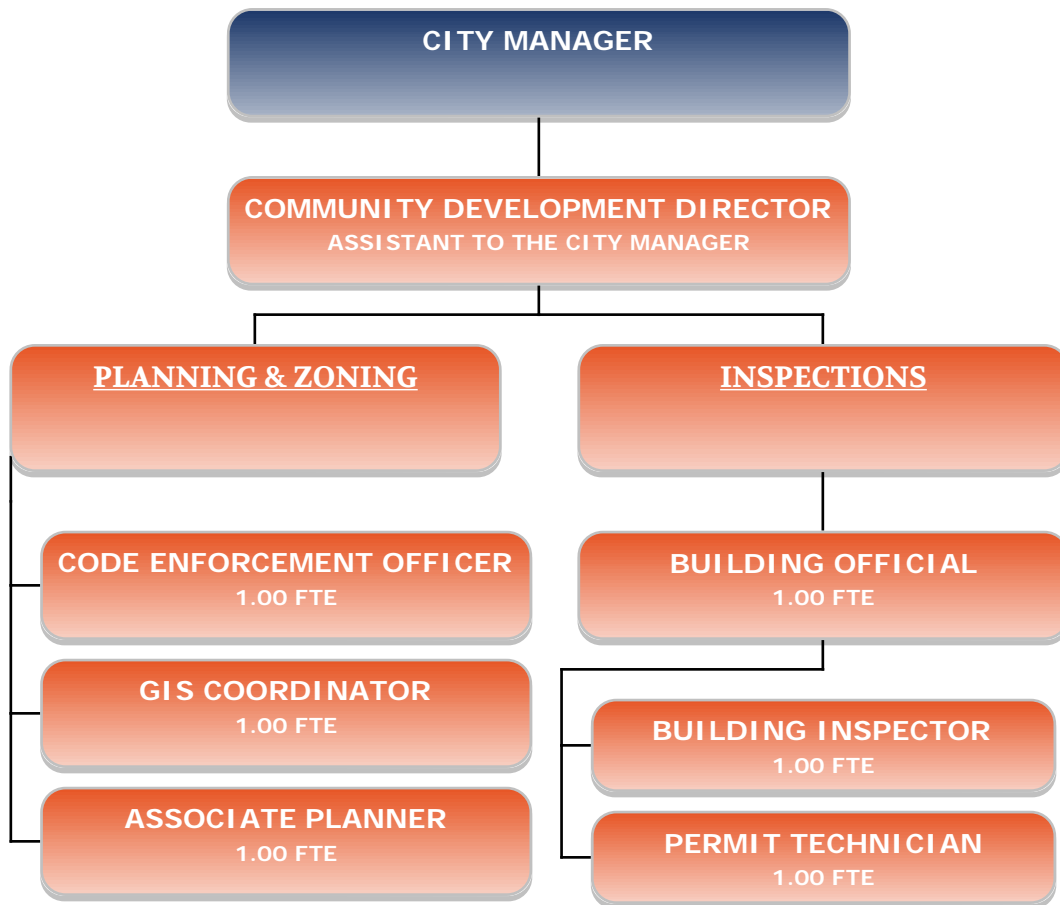 CITY MANAGER
COMMUNITY DEVELOPMENT DIRECTOR
ASSISTANT TO THE CITY MANAGER
PLANNING & ZONING
INSPECTIONS
CODE ENFORCEMENT OFFICER
1.00 FTE
GIS COORDINATOR
1.00 FTE
ASSOCIATE PLANNER
1.00 FTE
BUILDING OFFICIAL
1.00 FTE
BUILDING INSPECTOR
1.00 FTE
PERMIT TECHNICIAN
1.00 FTE